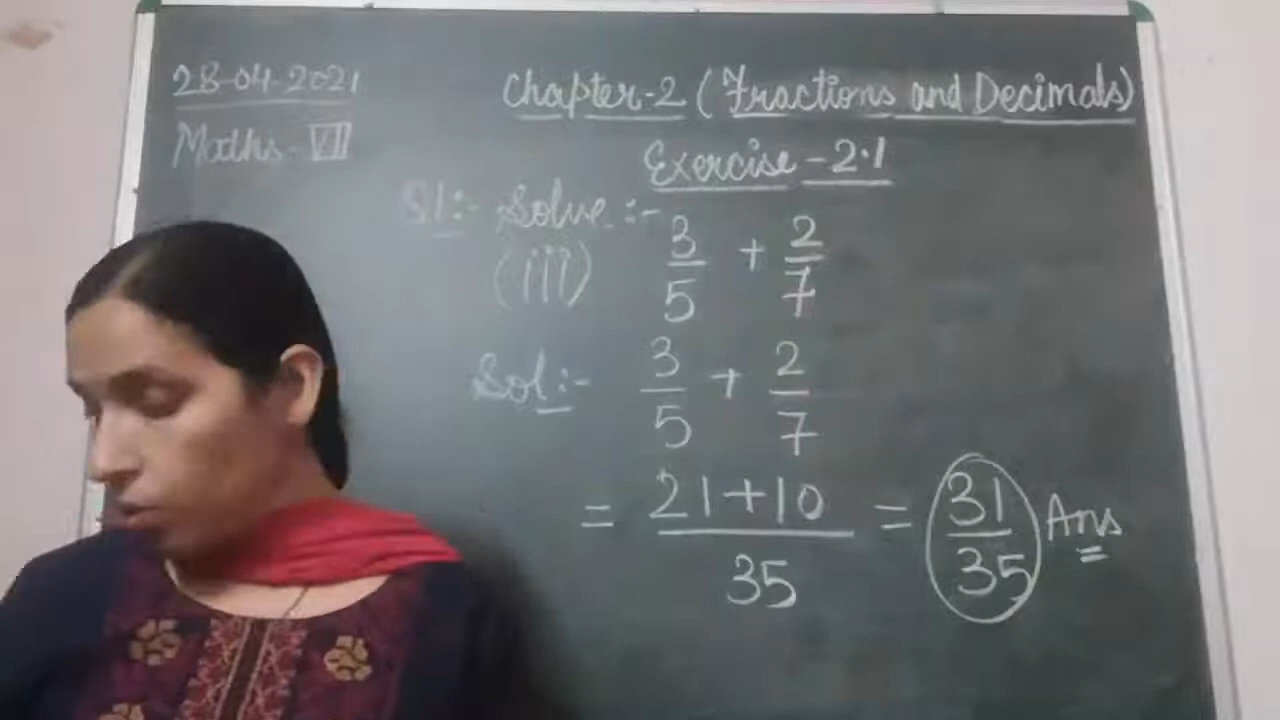 28-04-2021
Chapter-2 (Fractions and Decimals)
Maths-VII
Exercise-2.1
Q1:- Solve:-
(iii) 3/5 + 2/7
Sol:- 3/5 + 2/7
= 21+10/35 = 31/35 Ans